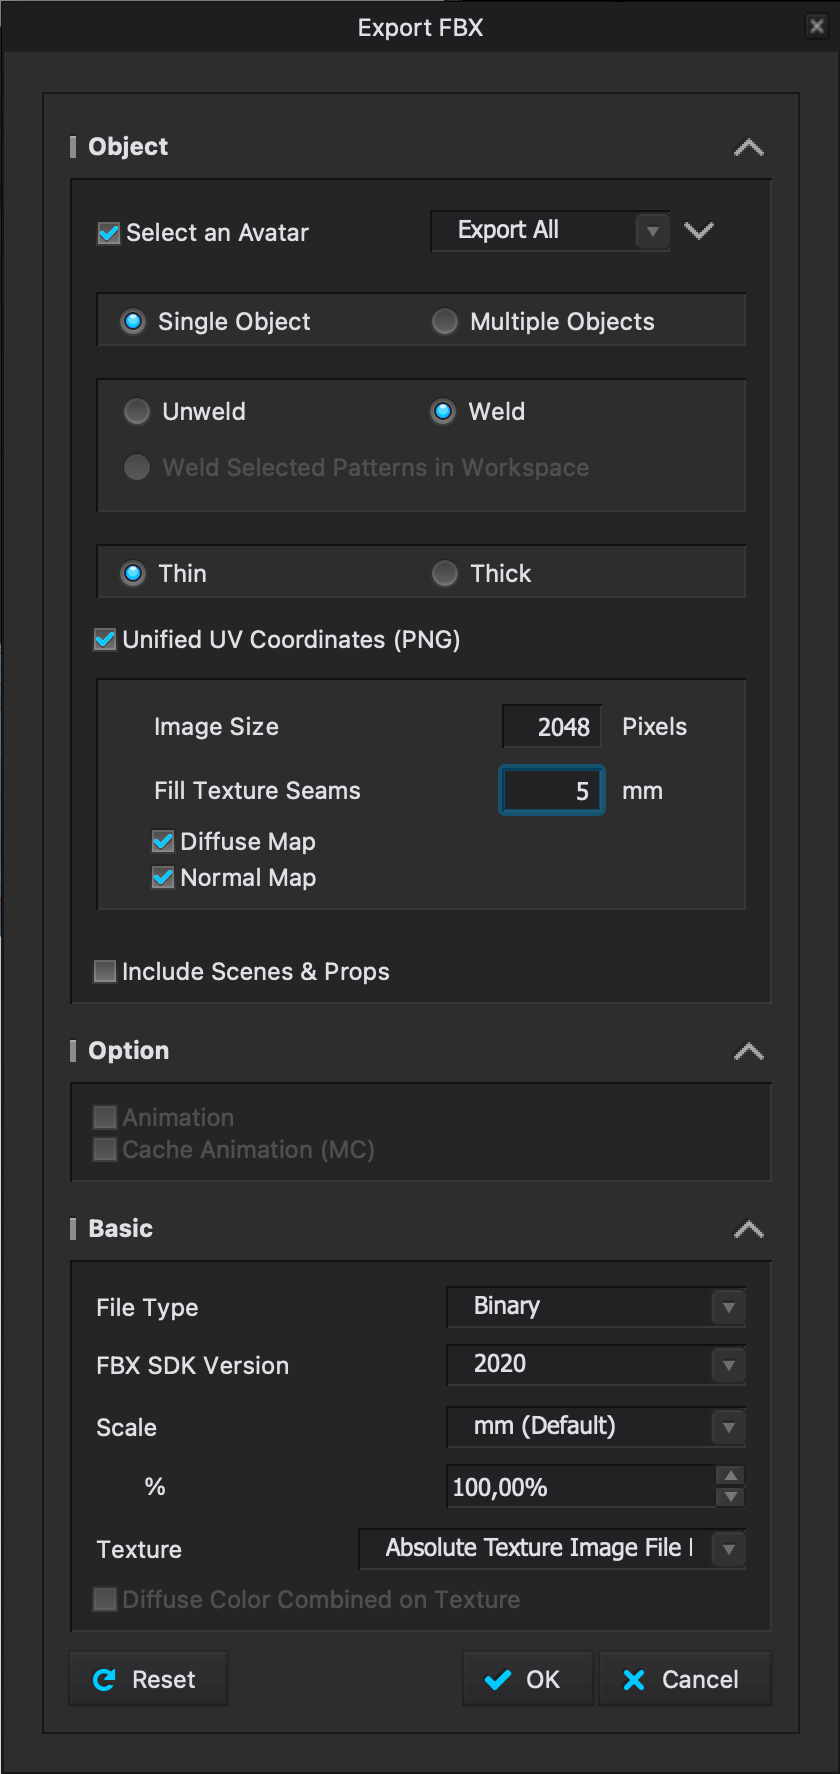 Export FBX
Object
Select an Avatar
Export All
Single Object
Multiple Objects
Unweld
Weld
Weld Selected Patterns in Workspace
Thin
Thick
Unified UV Coordinates (PNG)
Image Size
2048
Pixels
Fill Texture Seams
5
mm
Diffuse Map
Normal Map
Include Scenes & Props
Option
Animation
Cache Animation (MC)
Basic
File Type
Binary
FBX SDK Version
2020
Scale
mm (Default)
%
100,00%
Texture
Absolute Texture Image File
Diffuse Color Combined on Texture
Reset
OK
Cancel